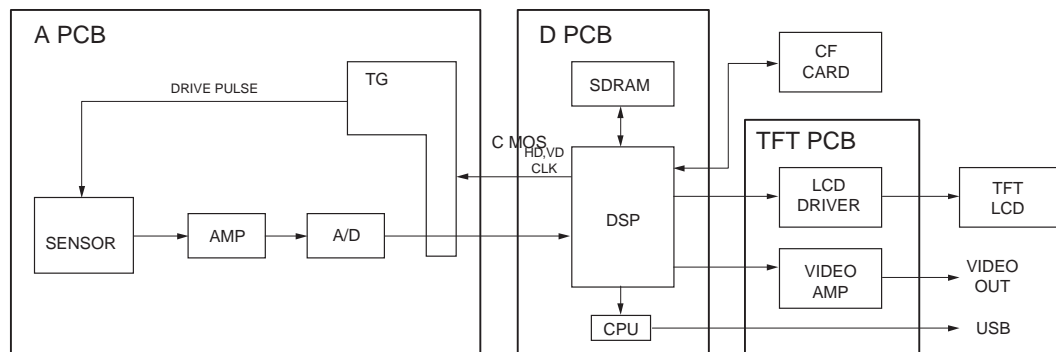 A PCB
TG
DRIVE PULSE
SENSOR
AMP
A/D
C MOS
HD,VD
CLK
D PCB
SDRAM
DSP
CPU
CF
CARD
TFT PCB
LCD
DRIVER
TFT
LCD
VIDEO
AMP
VIDEO
OUT
USB